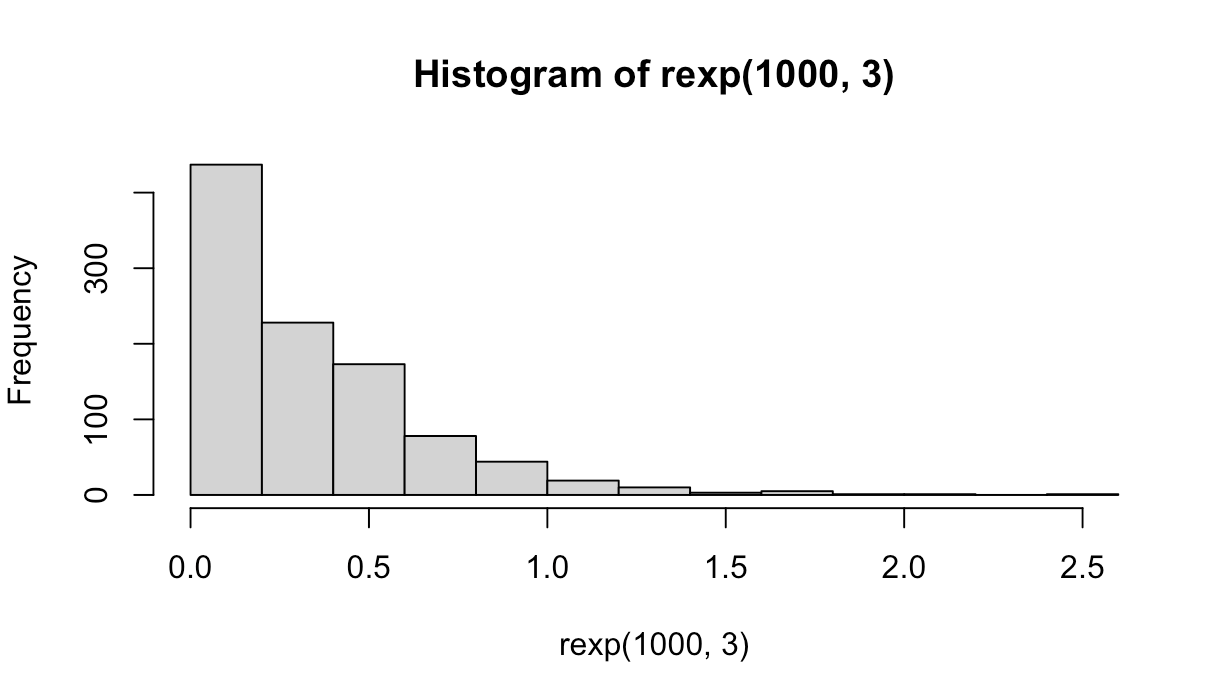 Histogram of rexp(1000, 3)
Frequency
300
100
0
0.0 0.5 1.0 1.5 2.0 2.5
rexp(1000, 3)